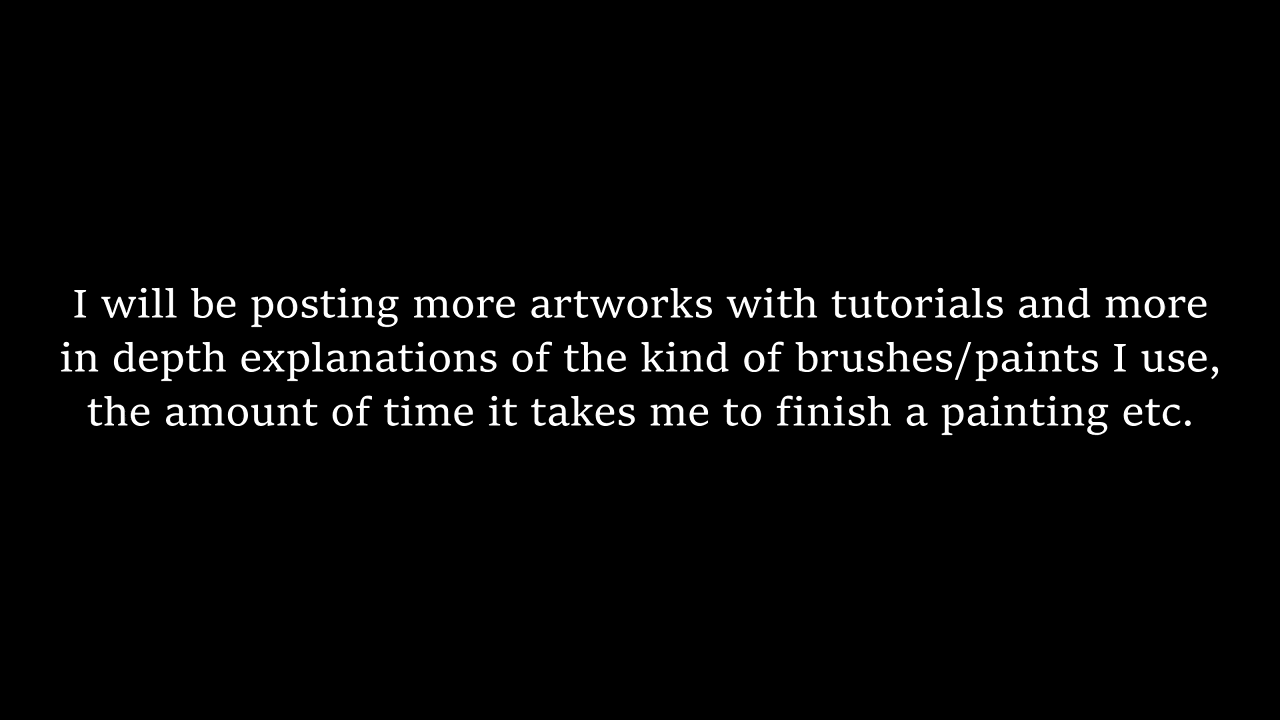 I will be posting more artworks with tutorials and more
in depth explanations of the kind of brushes/paints I use,
the amount of time it takes me to finish a painting etc.